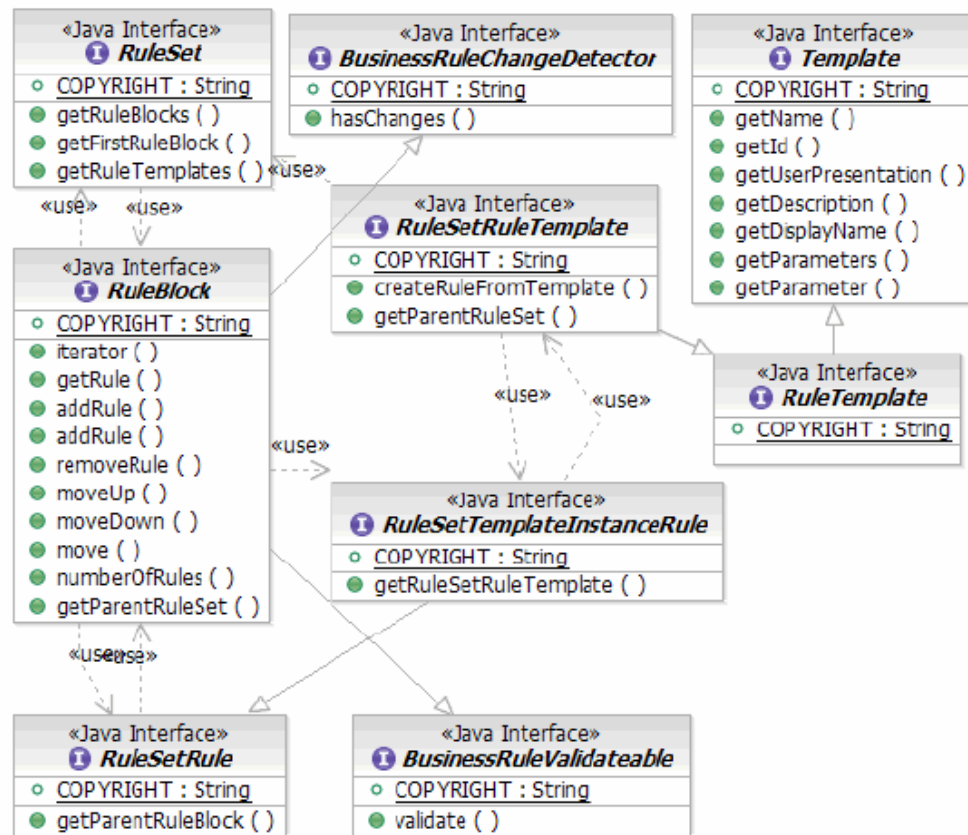 «Java Interface»
RuleSet
COPYRIGHT : String
getRuleBlocks ( )
getFirstRuleBlock ( )
getRuleTemplates ( )
«Java Interface»
BusinessRuleChangeDetector
COPYRIGHT : String
hasChanges ( )
«Java Interface»
Template
COPYRIGHT : String
getName ( )
getId ( )
getUserPresentation ( )
getDescription ( )
getDisplayName ( )
getParameters ( )
getParameter ( )
«use»
«use»
«use»
«Java Interface»
RuleSetRuleTemplate
COPYRIGHT : String
createRuleFromTemplate ( )
getParentRuleSet ( )
«Java Interface»
RuleBlock
COPYRIGHT : String
iterator ( )
getRule ( )
addRule ( )
addRule ( )
removeRule ( )
moveUp ( )
moveDown ( )
move ( )
numberOfRules ( )
getParentRuleSet ( )
«Java Interface»
RuleTemplate
COPYRIGHT : String
«use»
«use»
«use»
«Java Interface»
RuleSetTemplateInstanceRule
COPYRIGHT : String
getRuleSetRuleTemplate ( )
«use»
«use»
«Java Interface»
RuleSetRule
COPYRIGHT : String
getParentRuleBlock ( )
«Java Interface»
BusinessRuleValidateable
COPYRIGHT : String
validate ( )